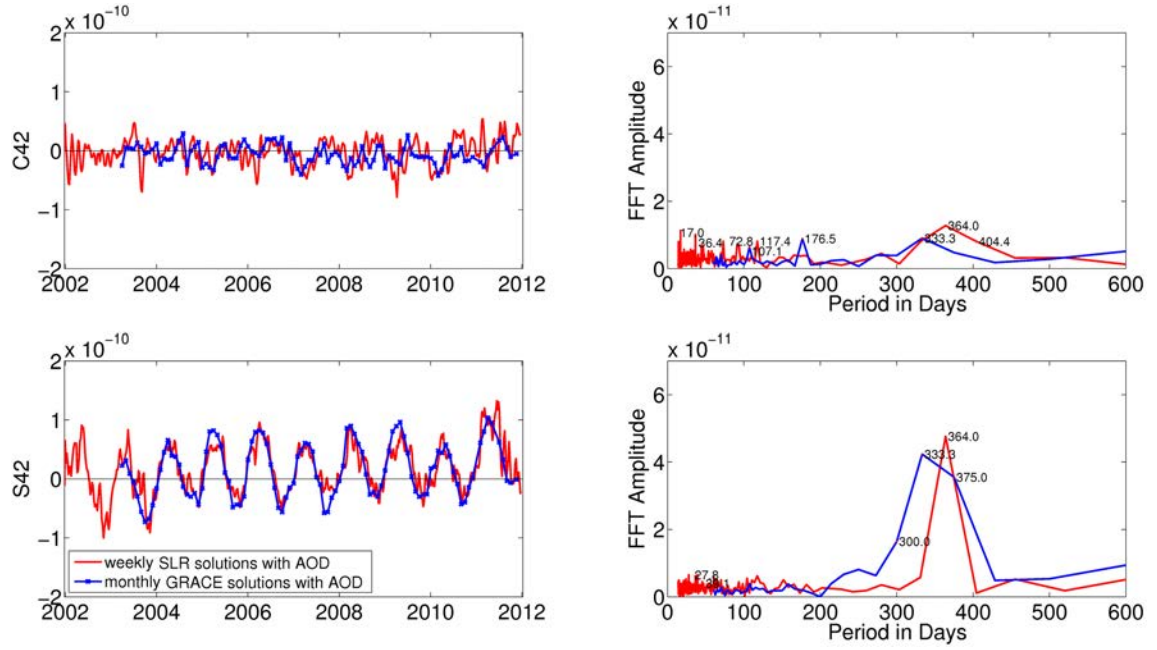 x 10^-10
2
1
0
-1
-2
C42
2002 2004 2006 2008 2010 2012
x 10^-11
6
4
2
0
FFT Amplitude
17.0
36.4
72.8
117.4
107.1
176.5
333.3
364.0
404.4
0 100 200 300 400 500 600
Period in Days
x 10^-10
2
1
0
-1
-2
S42
weekly SLR solutions with AOD
monthly GRACE solutions with AOD
2002 2004 2006 2008 2010 2012
x 10^-11
6
4
2
0
FFT Amplitude
27.8
300.0
333.3
364.0
375.0
0 100 200 300 400 500 600
Period in Days